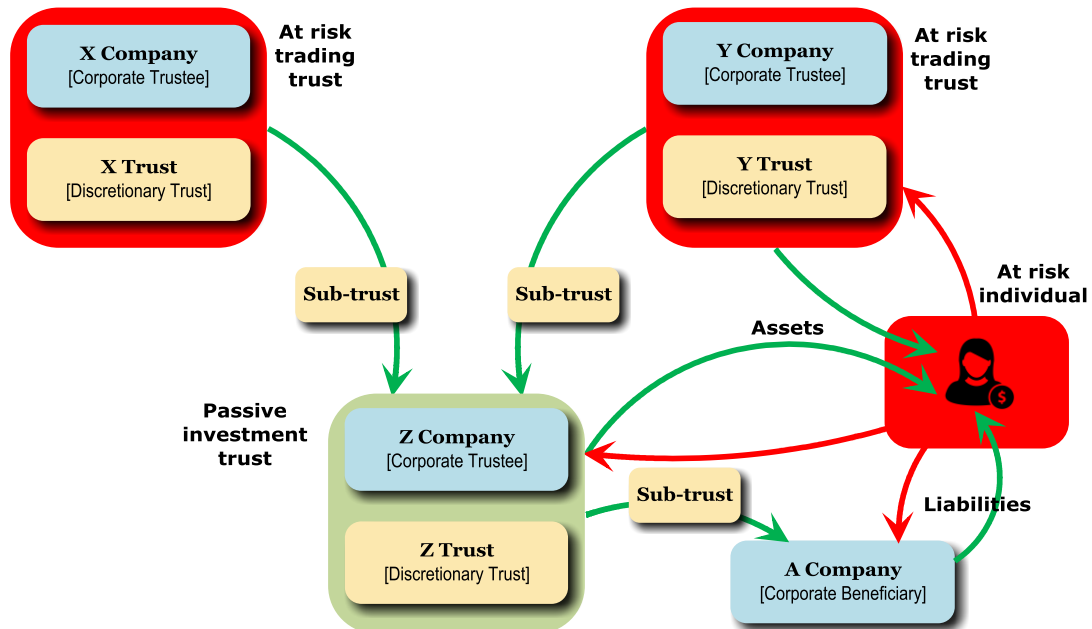 X Company
[Corporate Trustee]
At risk
trading
trust
X Trust
[Discretionary Trust]
Y Company
[Corporate Trustee]
At risk
trading
trust
Y Trust
[Discretionary Trust]
Sub-trust
Sub-trust
At risk
individual
Assets
$
Passive
investment
trust
Z Company
[Corporate Trustee]
Sub-trust
Liabilities
Z Trust
[Discretionary Trust]
A Company
[Corporate Beneficiary]